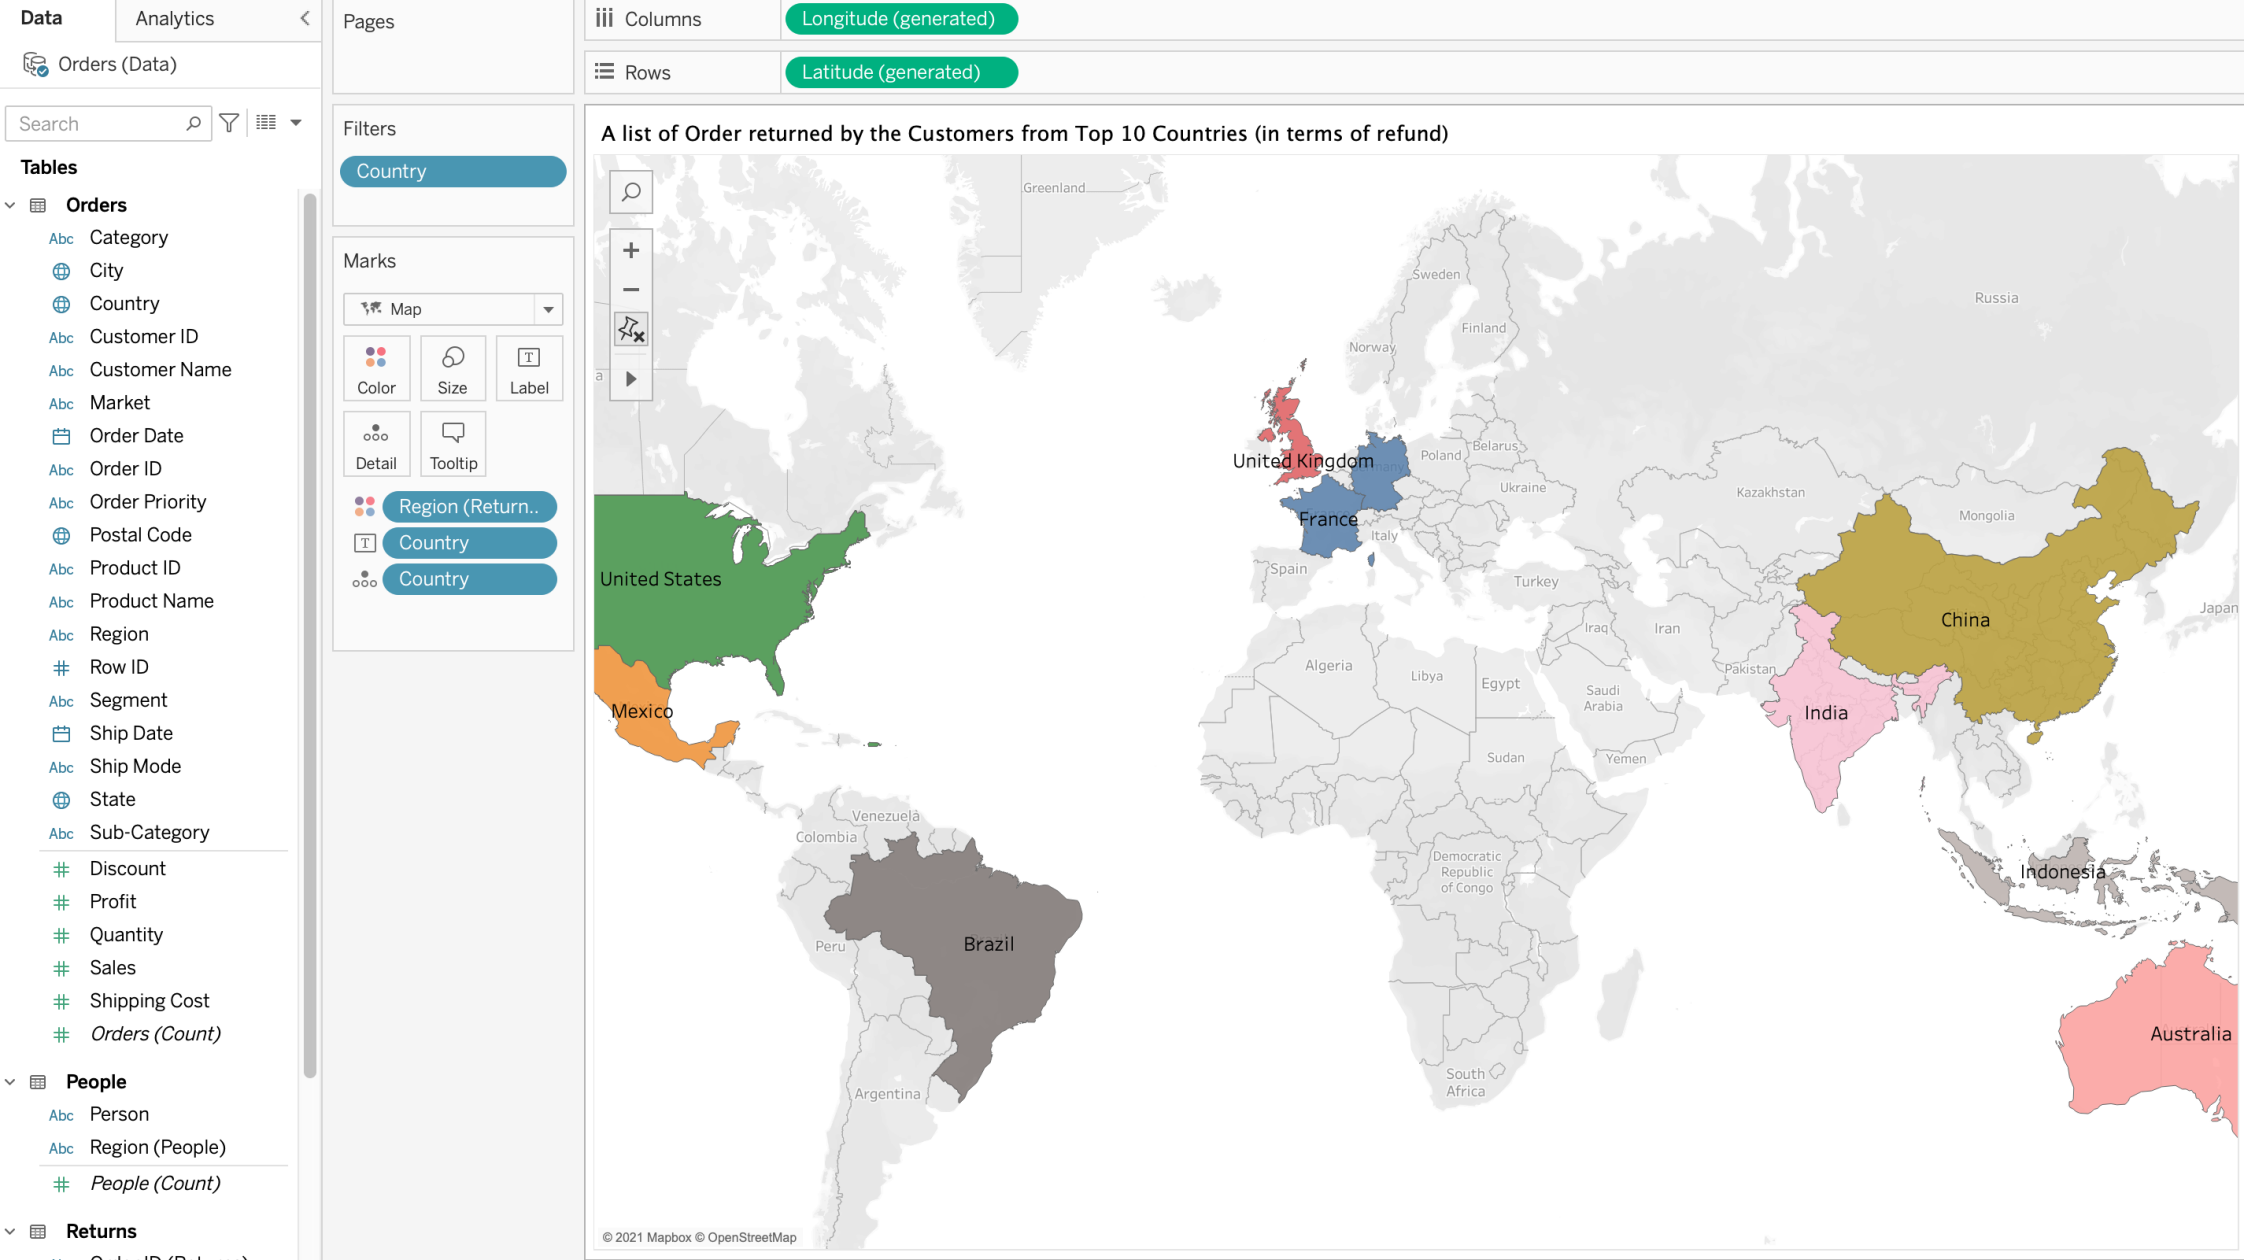 Data
Analytics
Orders (Data)
Search
Tables
Orders
Abc Category
City
Country
Abc Customer ID
Abc Customer Name
Abc Market
Order Date
Abc Order ID
Abc Order Priority
Postal Code
Abc Product ID
Abc Product Name
Abc Region
Row ID
Abc Segment
Ship Date
Abc Ship Mode
State
Abc Sub-Category
Discount
Profit
Quantity
Sales
Shipping Cost
Orders (Count)
People
Abc Person
Abc Region (People)
People (Count)
Returns
Pages
Filters
Country
Marks
Map
Color
Size
Label
Detail
Tooltip
Region (Return..
T Country
Country
Columns
Longitude (generated)
Rows
Latitude (generated)
A list of Order returned by the Customers from Top 10 Countries (in terms of refund)
Greenland
Sweden
Russia
Finland
Norway
a
Belarus
Poland
United Kingdom
Ukraine
Kazakhstan
Mongolia
France
Italy
Spain
Turkey
United States
Japan
China
Iraq
Iran
Algeria
Libya
Egypt
Pakistan
Saudi
Arabia
Mexico
India
Sudan
Yemen
Venezuela
Colombia
Democratic
Republic
of Congo
Indonesia
Peru
Brazil
Australia
South
Africa
Argentina
© 2021 Mapbox © OpenStreetMap